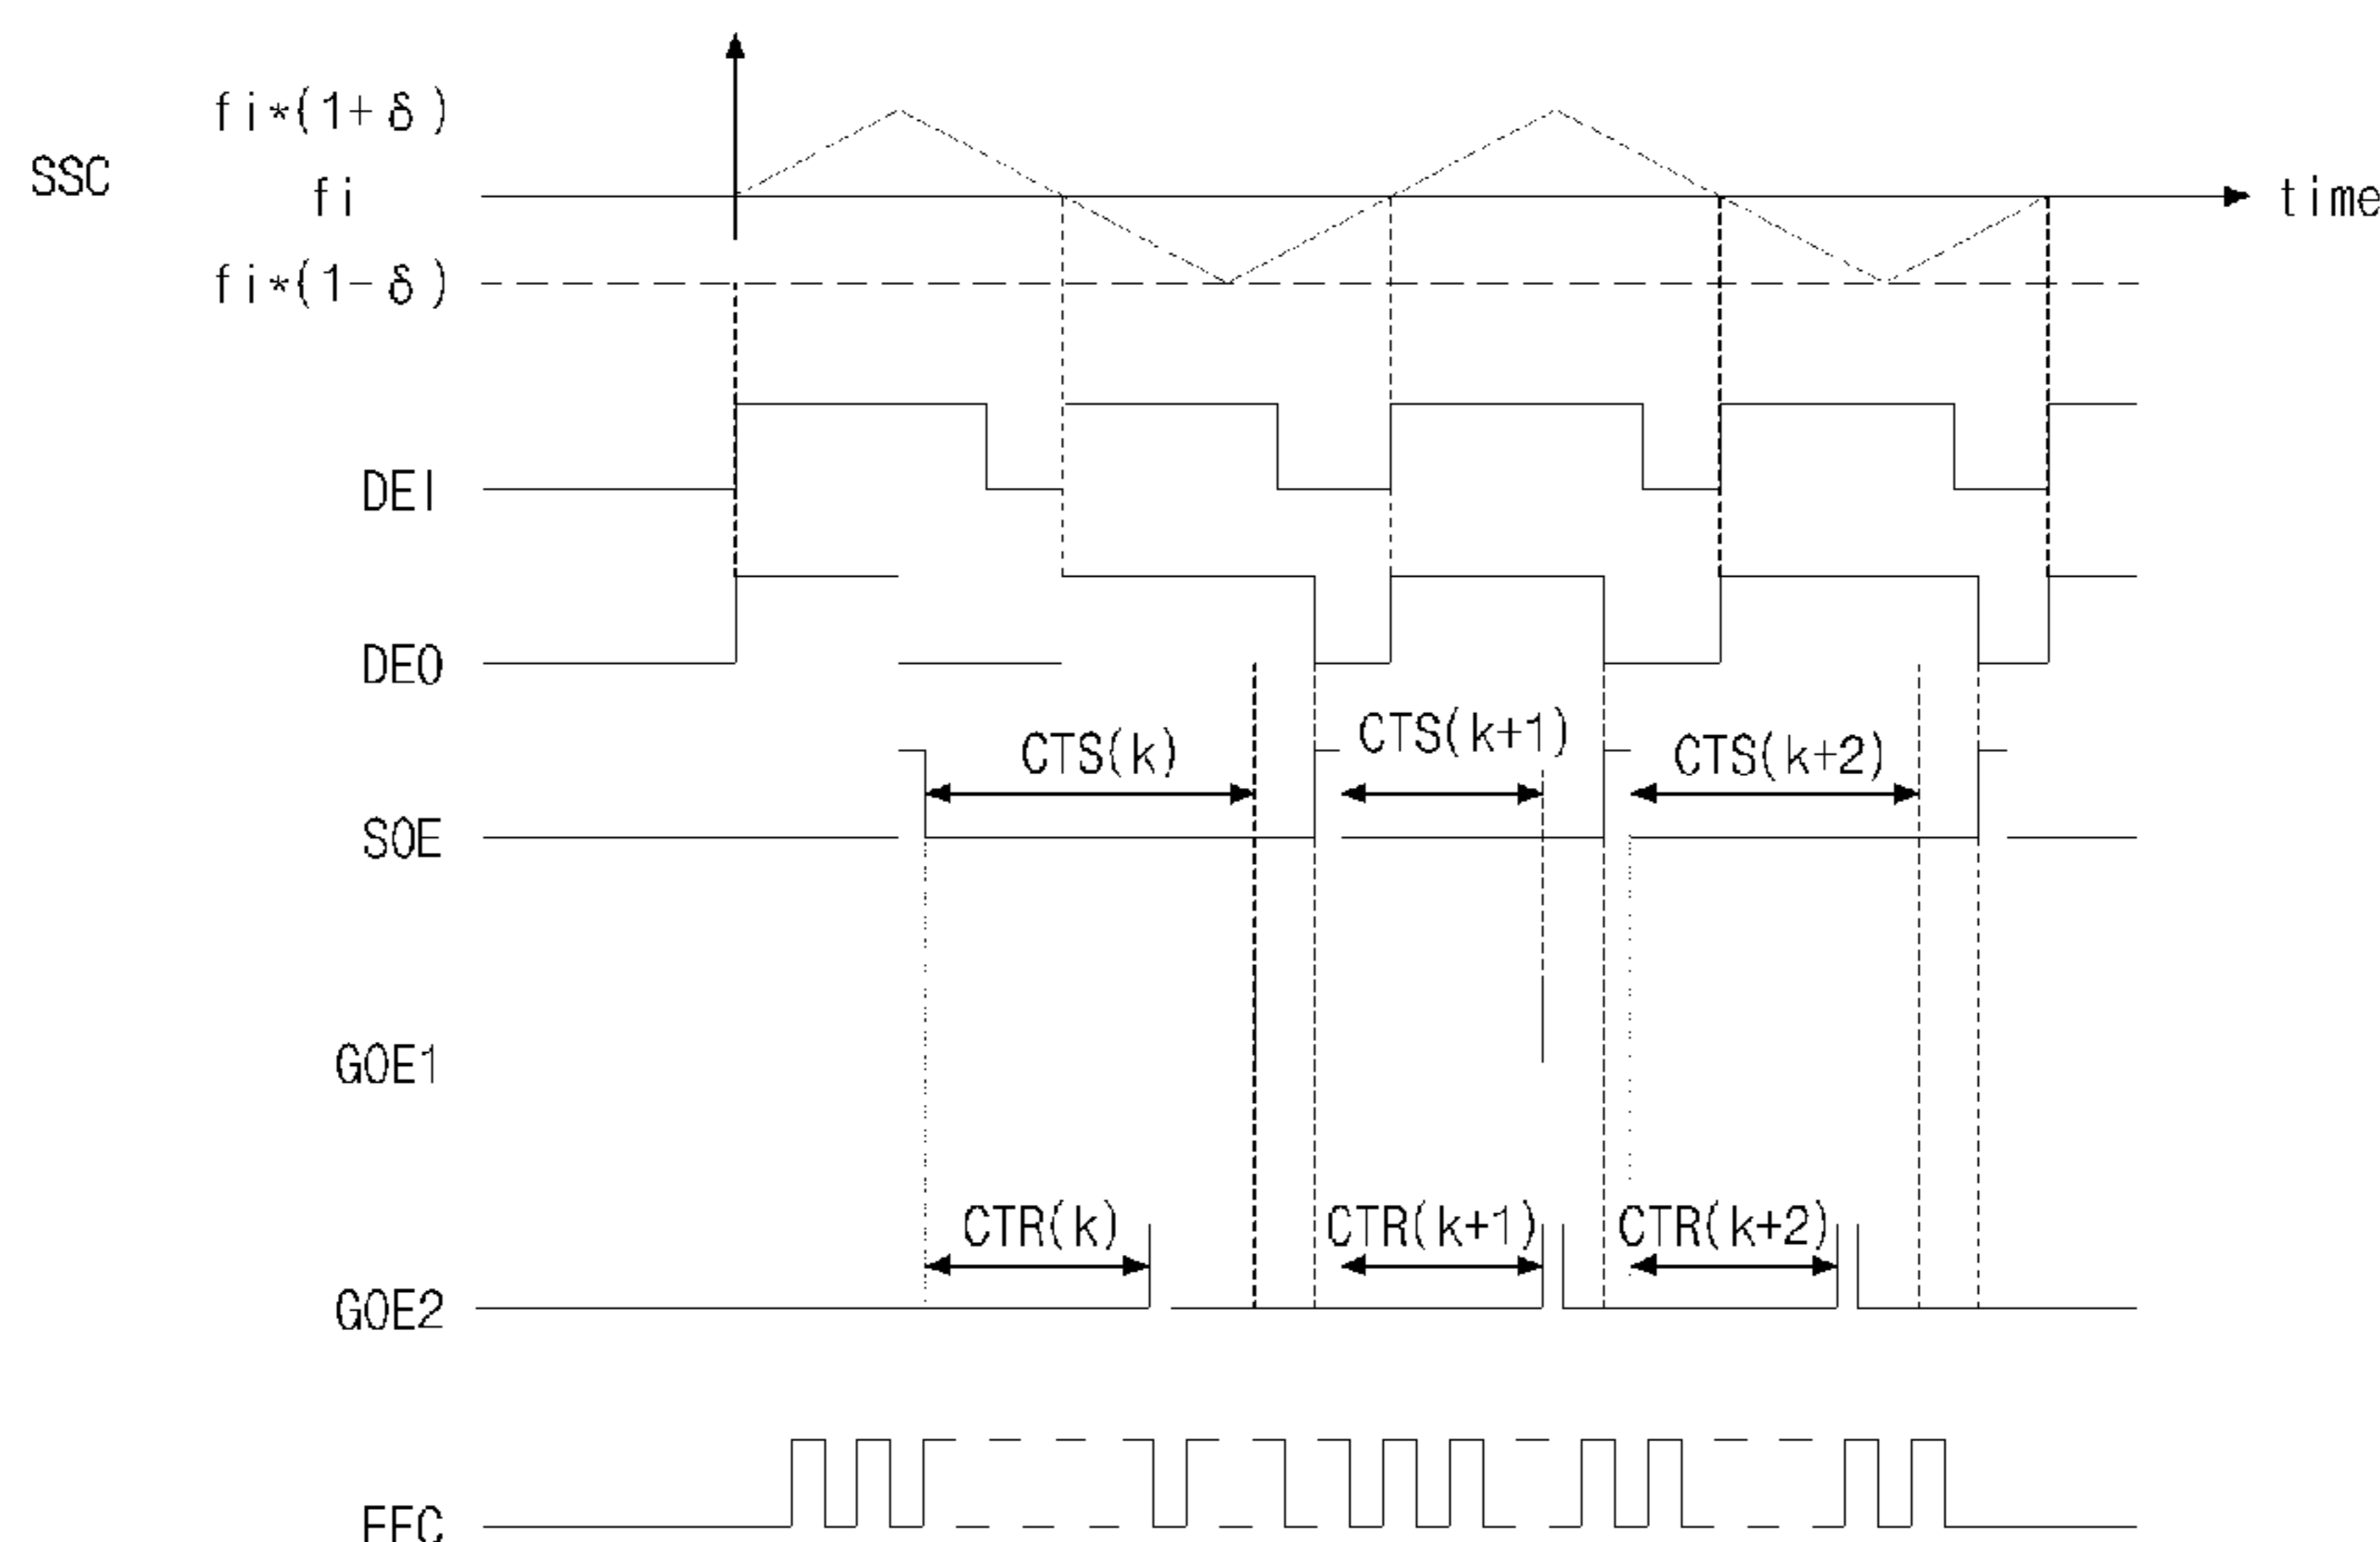 fi*(1+δ)
SSC
fi
time
fi*(1-δ)
DEI
DEO
CTS(k)
CTS(k+1)
CTS(k+2)
SOE
GOE1
CTR(k)
CTR(k+1)
CTR(k+2)
GOE2